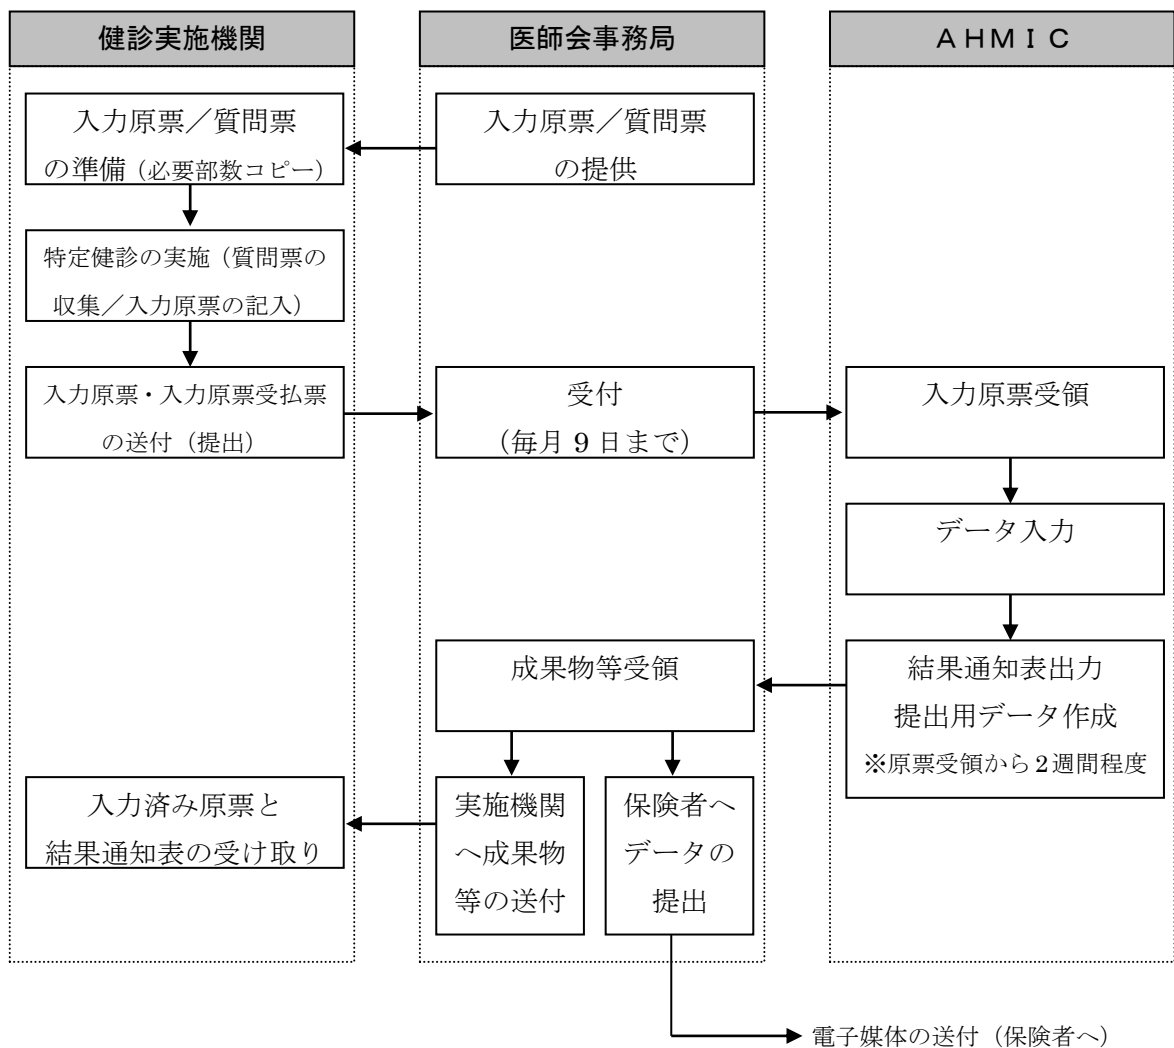 健診実施機関
医師会事務局
ＡＨＭＩＣ
入力原票／質問票
の準備（必要部数コピー）
入力原票／質問票
の提供
特定健診の実施（質問票の
収集／入力原票の記入）
入力原票・入力原票受払票
の送付（提出）
受付
（毎月 9 日まで）
入力原票受領
データ入力
成果物等受領
結果通知表出力
提出用データ作成
※原票受領から 2 週間程度
入力済み原票と
結果通知表の受け取り
実施機関
へ成果物
等の送付
保険者へ
データの
提出
電子媒体の送付（保険者へ）